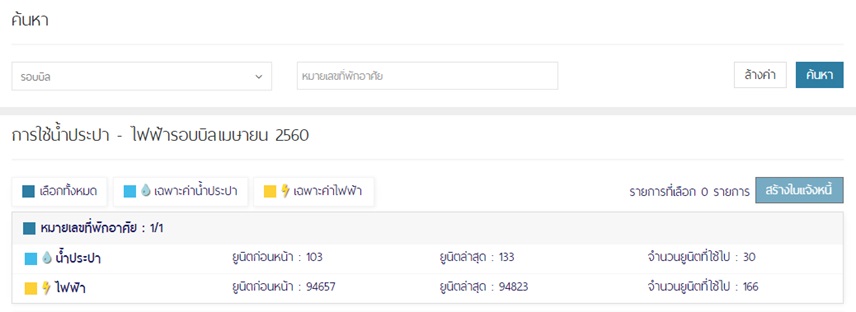 ค้นหา
รอบบิล หมายเลขที่พักอาศัย ล้างค่า ค้นหา
การใช้น้ำประปา - ไฟฟ้ารอบบิลเมษายน 2560
เลือกทั้งหมด เฉพาะค่าน้ำประปา เฉพาะค่าไฟฟ้า รายการที่เลือก 0 รายการ สร้างใบแจ้งหนี้
หมายเลขที่พักอาศัย : 1/1
น้ำประปา ยูนิตก่อนหน้า : 103 ยูนิตล่าสุด : 133 จำนวนยูนิตที่ใช้ไป : 30
ไฟฟ้า ยูนิตก่อนหน้า : 94657 ยูนิตล่าสุด : 94823 จำนวนยูนิตที่ใช้ไป : 166